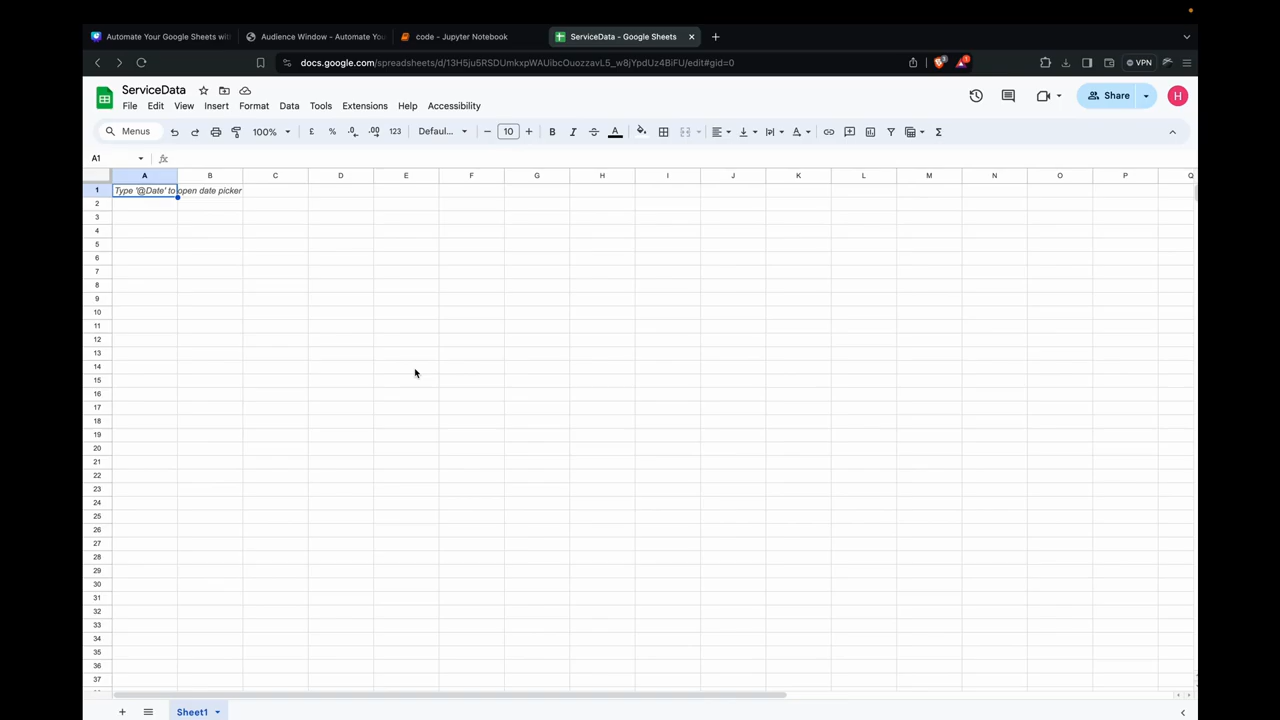 Automate Your Google Sheets with
Audience Window - Automate You
code - Jupyter Notebook
ServiceData - Google Sheets
docs.google.com/spreadsheets/d/13H5ju5RSDUmkxpWAUibcOuozzavL5_w8jYpdUz4BiFU/edit#gid=0
VPN
ServiceData
File Edit View Insert Format Data Tools Extensions Help Accessibility
Share
H
Menus
100%
£
%
.0
.00
123
Defaul...
10
B
I
A
Σ
A1
fx
A B C D E F G H I J K L M N O P Q
1 Type '@Date' to open date picker
2
3
4
5
6
7
8
9
10
11
12
13
14
15
16
17
18
19
20
21
22
23
24
25
26
27
28
29
30
31
32
33
34
35
36
37
Sheet1